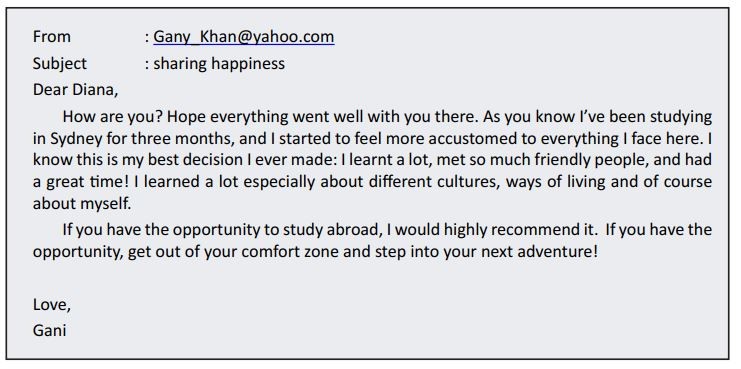 From : Gany_Khan@yahoo.com
Subject : sharing happiness
Dear Diana,
How are you? Hope everything went well with you there. As you know I’ve been studying
in Sydney for three months, and I started to feel more accustomed to everything I face here. I
know this is my best decision I ever made: I learnt a lot, met so much friendly people, and had
a great time! I learned a lot especially about different cultures, ways of living and of course
about myself.
If you have the opportunity to study abroad, I would highly recommend it. If you have the
opportunity, get out of your comfort zone and step into your next adventure!
Love,
Gani